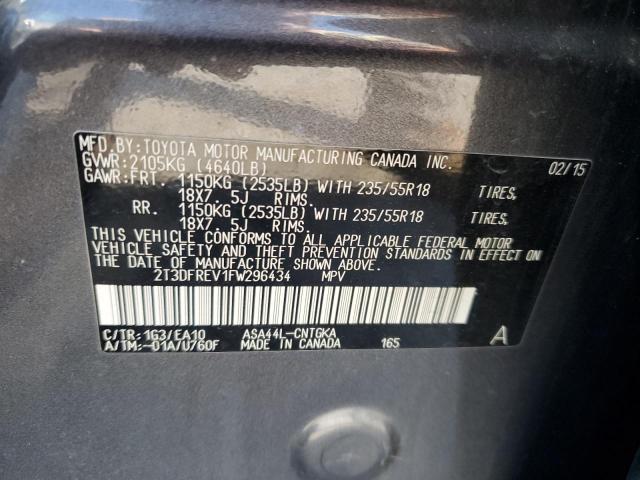 MFD.BY:TOYOTA MOTOR MANUFACTURING CANADA INC. 02/15
GVWR:2105KG (4640LB)
GAWR:FRT. 1150KG (2535LB) WITH 235/55R18 TIRES,
18X7. 5J RIMS.
RR. 1150KG (2535LB) WITH 235/55R18 TIRES,
18X7. 5J RIMS.
THIS VEHICLE CONFORMS TO ALL APPLICABLE FEDERAL MOTOR
VEHICLE SAFETY AND THEFT PREVENTION STANDARDS IN EFFECT ON
THE DATE OF MANUFACTURE SHOWN ABOVE.
2T3DFREV1FW296434 MPV
C/TR:1G3/EA10 ASA44L-CNTGKA
A/TM:-01A/U760F MADE IN CANADA 165 A